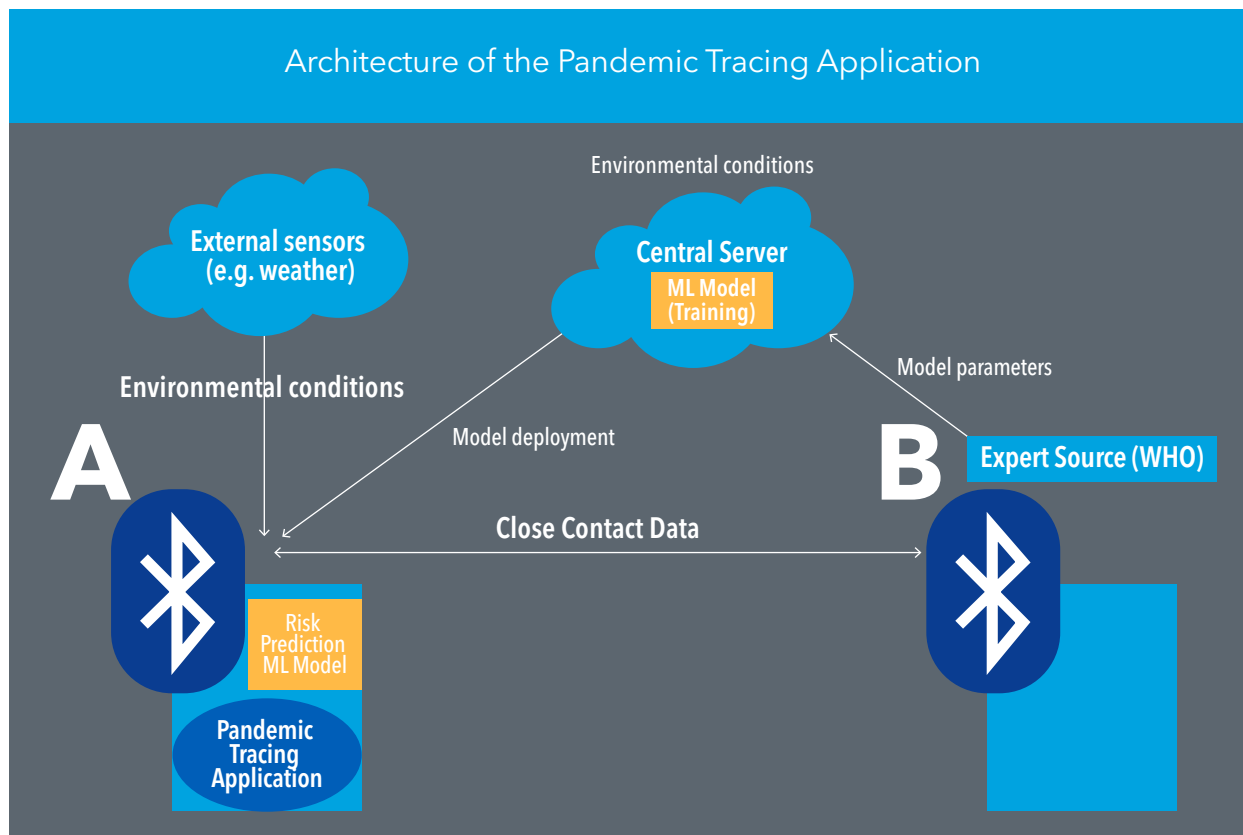 Architecture of the Pandemic Tracing Application
Environmental conditions
External sensors
(e.g. weather)
Central Server
ML Model
(Training)
Environmental conditions
Model parameters
Model deployment
A
B
Expert Source (WHO)
Close Contact Data
Risk
Prediction
ML Model
Pandemic
Tracing
Application